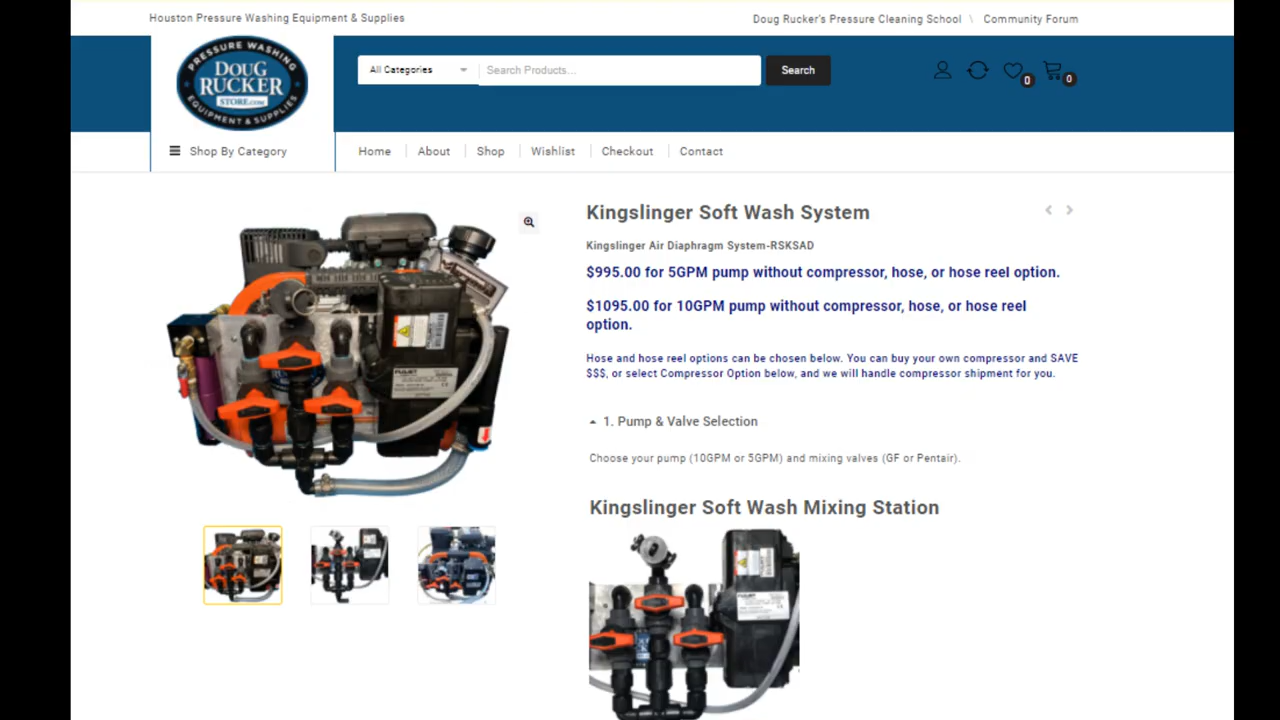 Houston Pressure Washing Equipment & Supplies
Doug Rucker's Pressure Cleaning School \ Community Forum
PRESSURE WASHING
DOUG
RUCKER
STORE.COM
EQUIPMENT & SUPPLIES
All Categories
Search Products...
Search
0
0
Shop By Category
Home
About
Shop
Wishlist
Checkout
Contact
Kingslinger Soft Wash System
Kingslinger Air Diaphragm System-RSKSAD
$995.00 for 5GPM pump without compressor, hose, or hose reel option.
$1095.00 for 10GPM pump without compressor, hose, or hose reel
option.
Hose and hose reel options can be chosen below. You can buy your own compressor and SAVE
$$$, or select Compressor Option below, and we will handle compressor shipment for you.
1. Pump & Valve Selection
Choose your pump (10GPM or 5GPM) and mixing valves (GF or Pentair).
Kingslinger Soft Wash Mixing Station